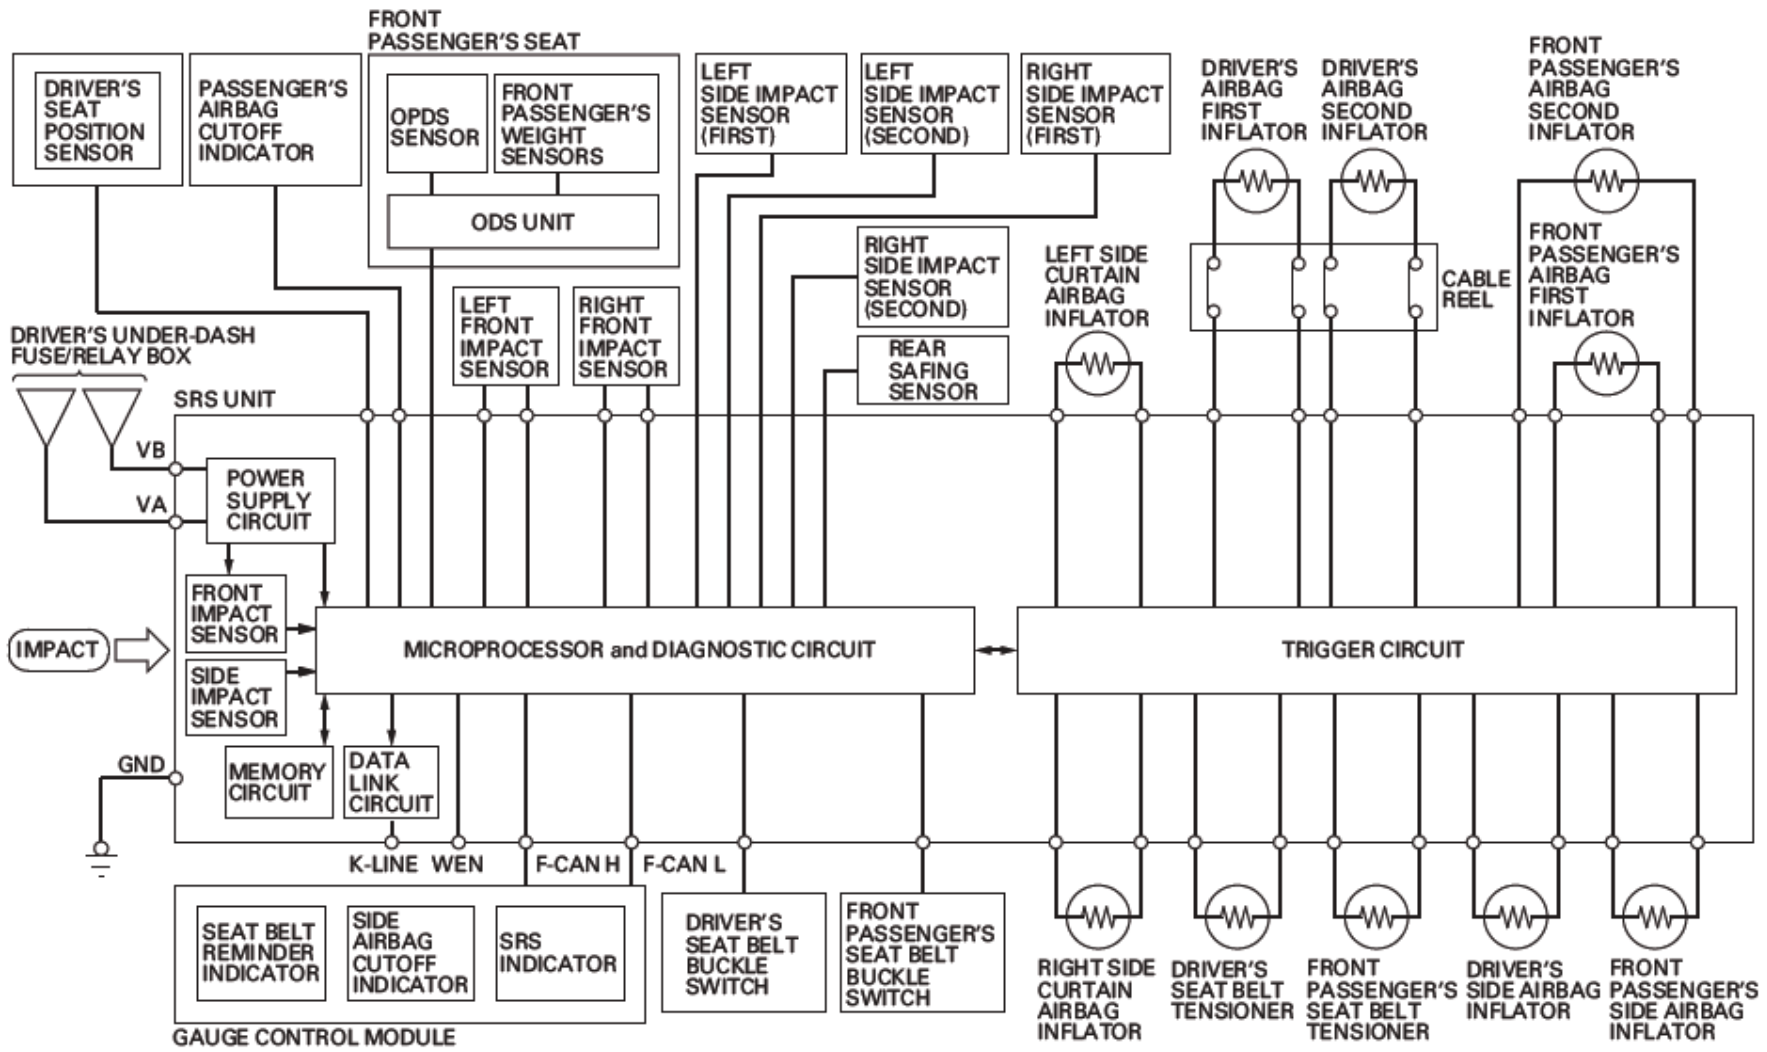 FRONT
PASSENGER'S SEAT
DRIVER'S
SEAT
POSITION
SENSOR
PASSENGER'S
AIRBAG
CUTOFF
INDICATOR
OPDS
SENSOR
FRONT
PASSENGER'S
WEIGHT
SENSORS
ODS UNIT
LEFT
SIDE IMPACT
SENSOR
(FIRST)
LEFT
SIDE IMPACT
SENSOR
(SECOND)
RIGHT
SIDE IMPACT
SENSOR
(FIRST)
DRIVER'S
AIRBAG
FIRST
INFLATOR
DRIVER'S
AIRBAG
SECOND
INFLATOR
FRONT
PASSENGER'S
AIRBAG
SECOND
INFLATOR
RIGHT
SIDE IMPACT
SENSOR
(SECOND)
LEFT SIDE
CURTAIN
AIRBAG
INFLATOR
CABLE
REEL
FRONT
PASSENGER'S
AIRBAG
FIRST
INFLATOR
LEFT
FRONT
IMPACT
SENSOR
RIGHT
FRONT
IMPACT
SENSOR
REAR
SAFING
SENSOR
DRIVER'S UNDER-DASH
FUSE/RELAY BOX
SRS UNIT
VB
VA
POWER
SUPPLY
CIRCUIT
FRONT
IMPACT
SENSOR
IMPACT
SIDE
IMPACT
SENSOR
MICROPROCESSOR and DIAGNOSTIC CIRCUIT
TRIGGER CIRCUIT
GND
MEMORY
CIRCUIT
DATA
LINK
CIRCUIT
K-LINE
WEN
F-CAN H
F-CAN L
SEAT BELT
REMINDER
INDICATOR
SIDE
AIRBAG
CUTOFF
INDICATOR
SRS
INDICATOR
GAUGE CONTROL MODULE
DRIVER'S
SEAT BELT
BUCKLE
SWITCH
FRONT
PASSENGER'S
SEAT BELT
BUCKLE
SWITCH
RIGHT SIDE
CURTAIN
AIRBAG
INFLATOR
DRIVER'S
SEAT BELT
TENSIONER
FRONT
PASSENGER'S
SEAT BELT
TENSIONER
DRIVER'S
SIDE AIRBAG
INFLATOR
FRONT
PASSENGER'S
SIDE AIRBAG
INFLATOR